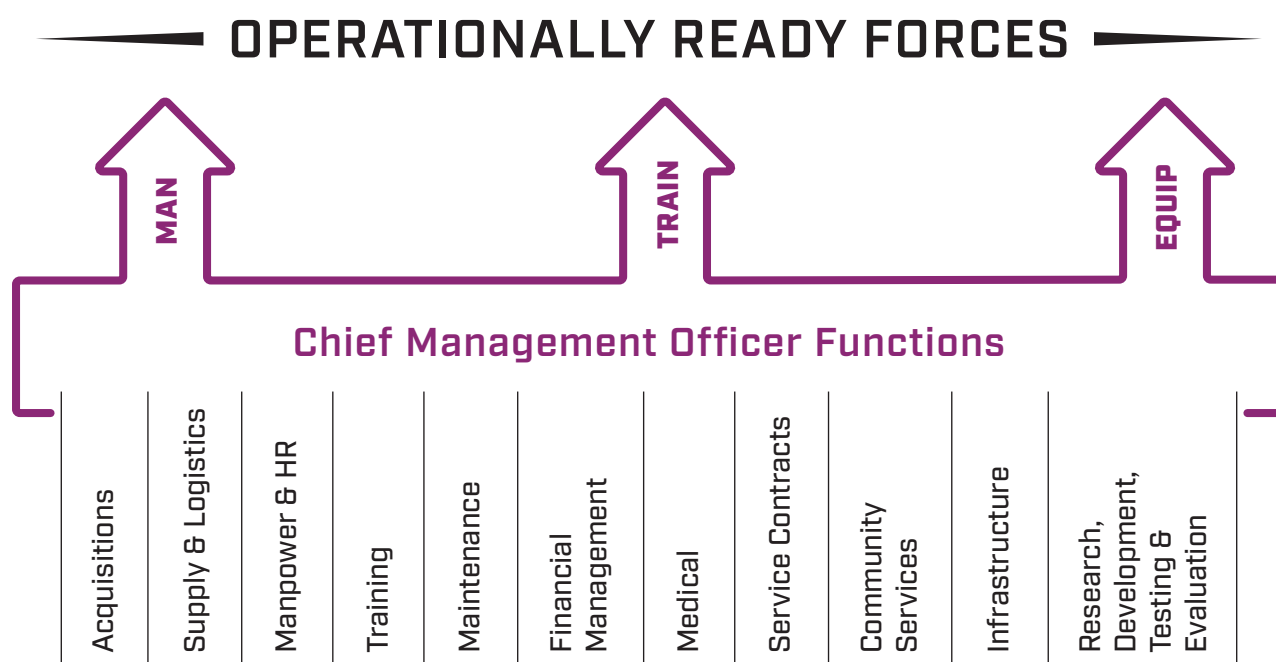 OPERATIONALLY READY FORCES
MAN
TRAIN
EQUIP
Chief Management Officer Functions
Acquisitions
Supply & Logistics
Manpower & HR
Training
Maintenance
Financial
Management
Medical
Service Contracts
Community
Services
Infrastructure
Research,
Development,
Testing &
Evaluation